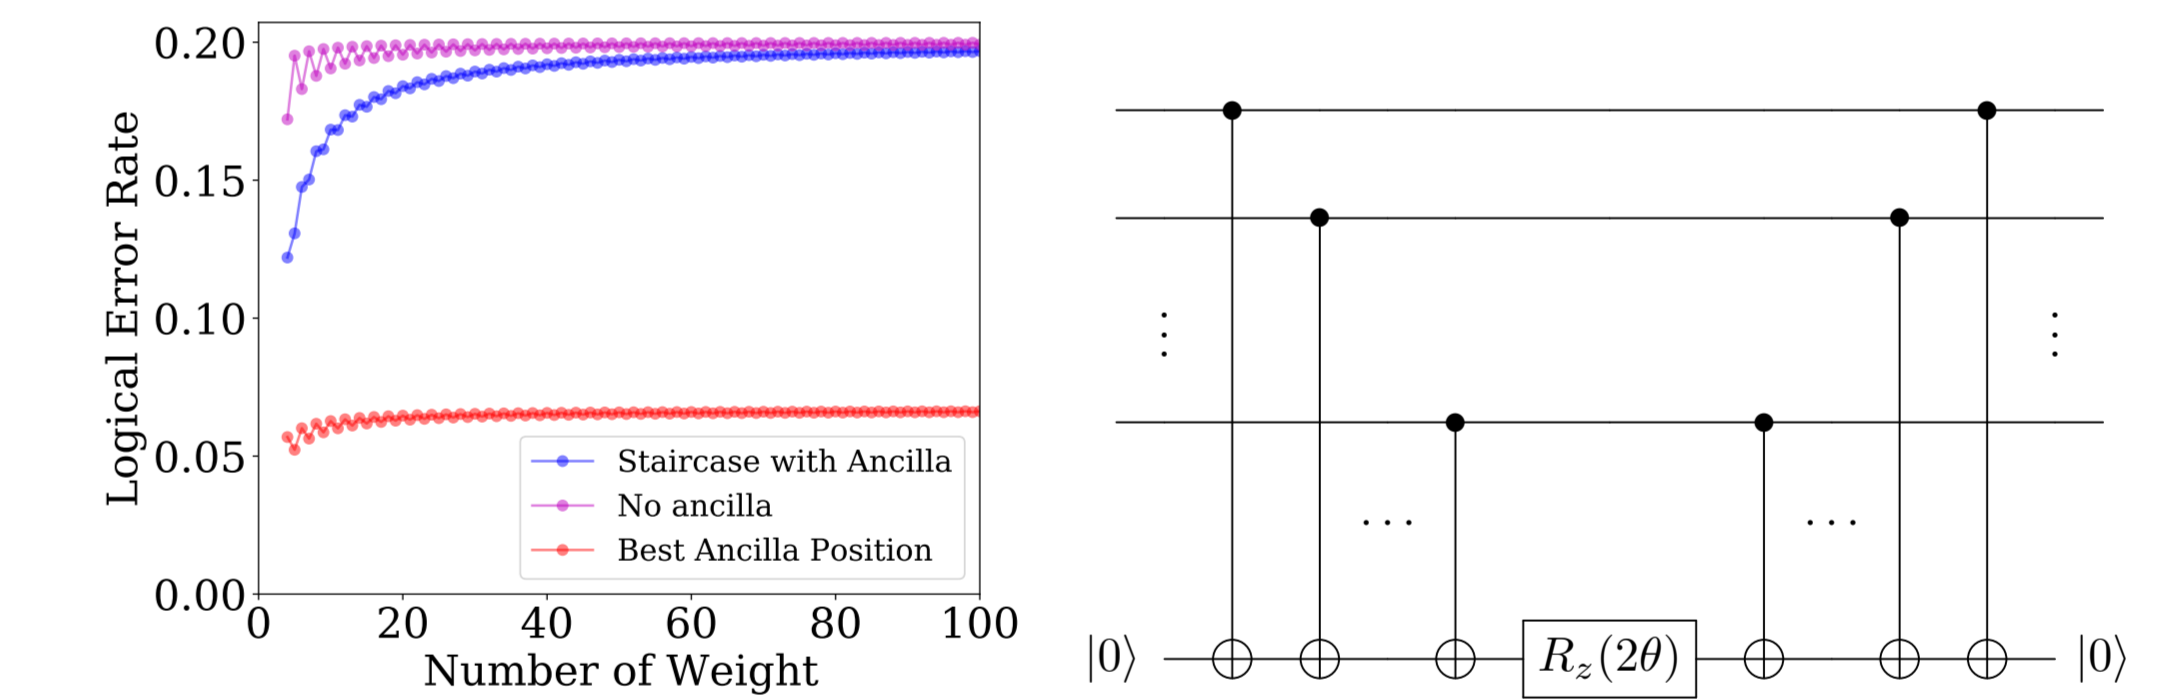 Logical Error Rate
0.20
0.15
0.10
0.05
0.00
0 20 40 60 80 100
Number of Weight
Staircase with Ancilla
No ancilla
Best Ancilla Position
|0⟩ R_z(2θ) |0⟩